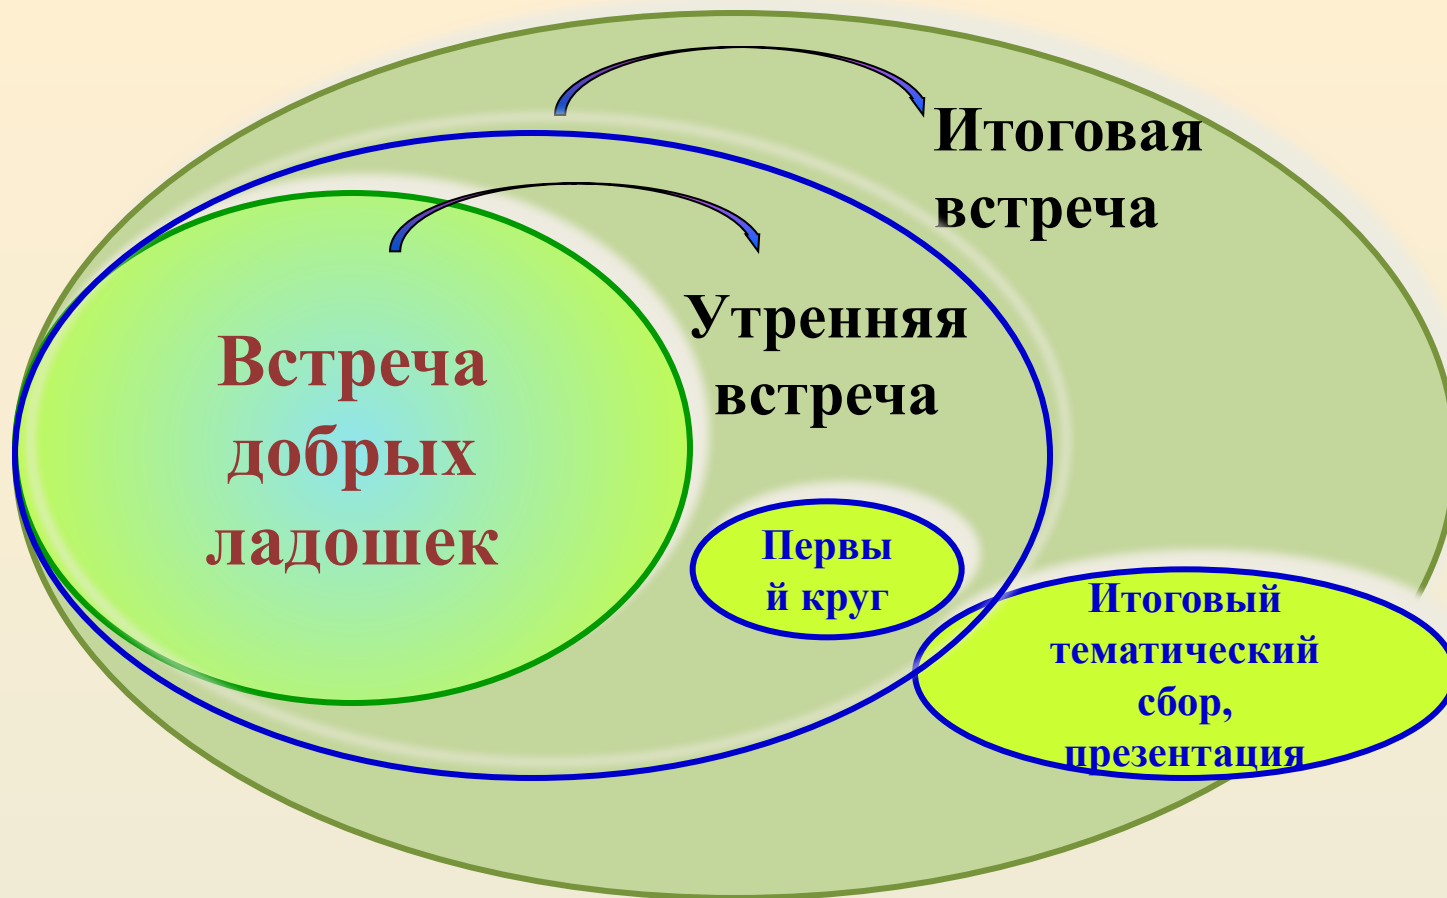 Итоговая
встреча
Утренняя
встреча
Встреча
добрых
ладошек
Первы
й круг
Итоговый
тематический
сбор,
презентация